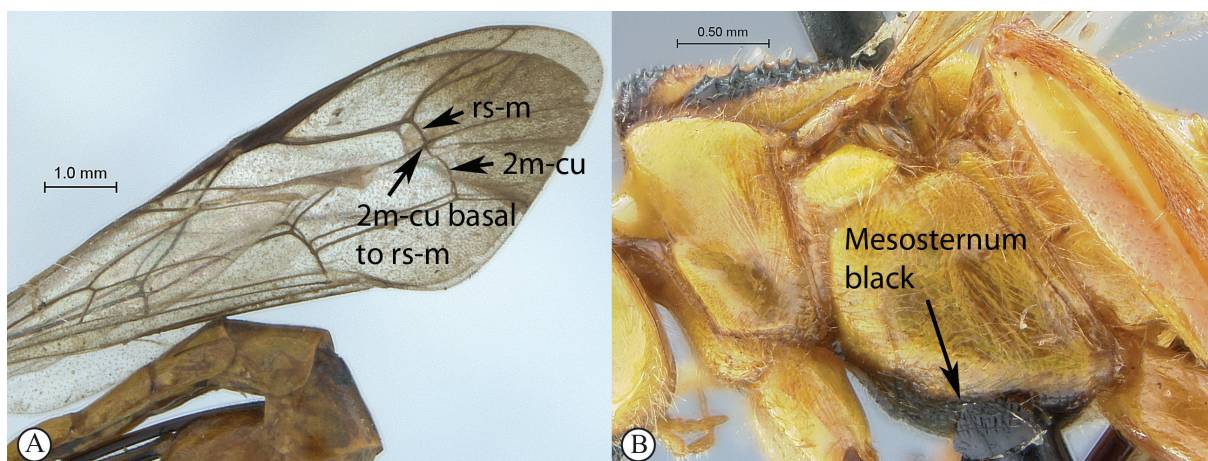 rs-m
1.0 mm
2m-cu
2m-cu basal
to rs-m
A
0.50 mm
Mesosternum
black
B